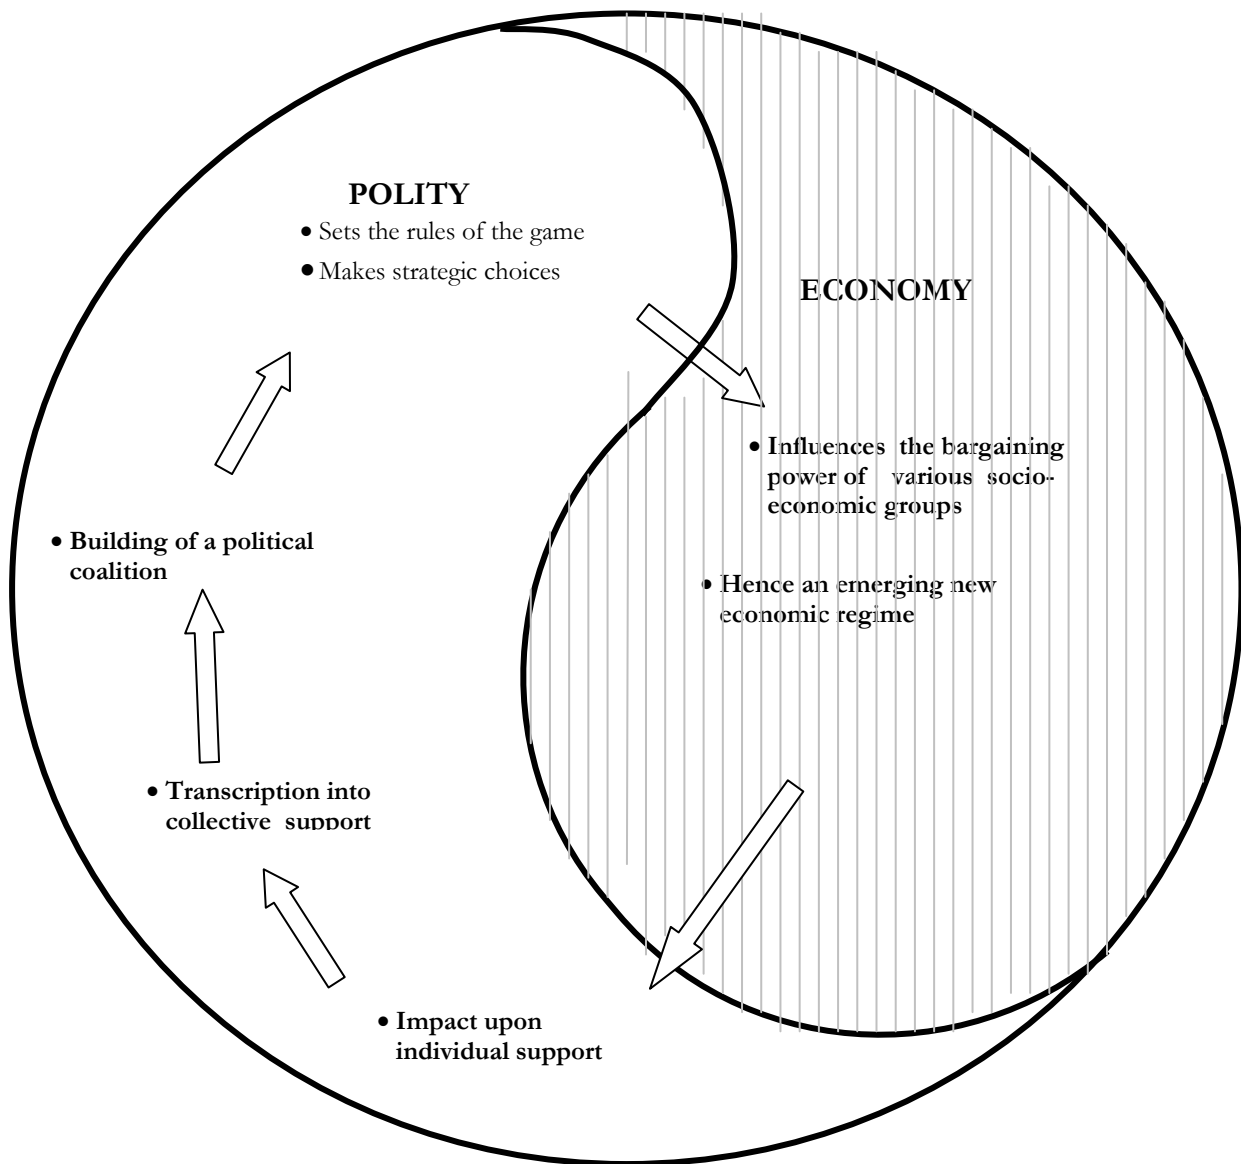 POLITY
• Sets the rules of the game
• Makes strategic choices
ECONOMY
• Influences the bargaining
power of various socio-
economic groups
• Hence an emerging new
economic regime
• Building of a political
coalition
• Transcription into
collective support
• Impact upon
individual support